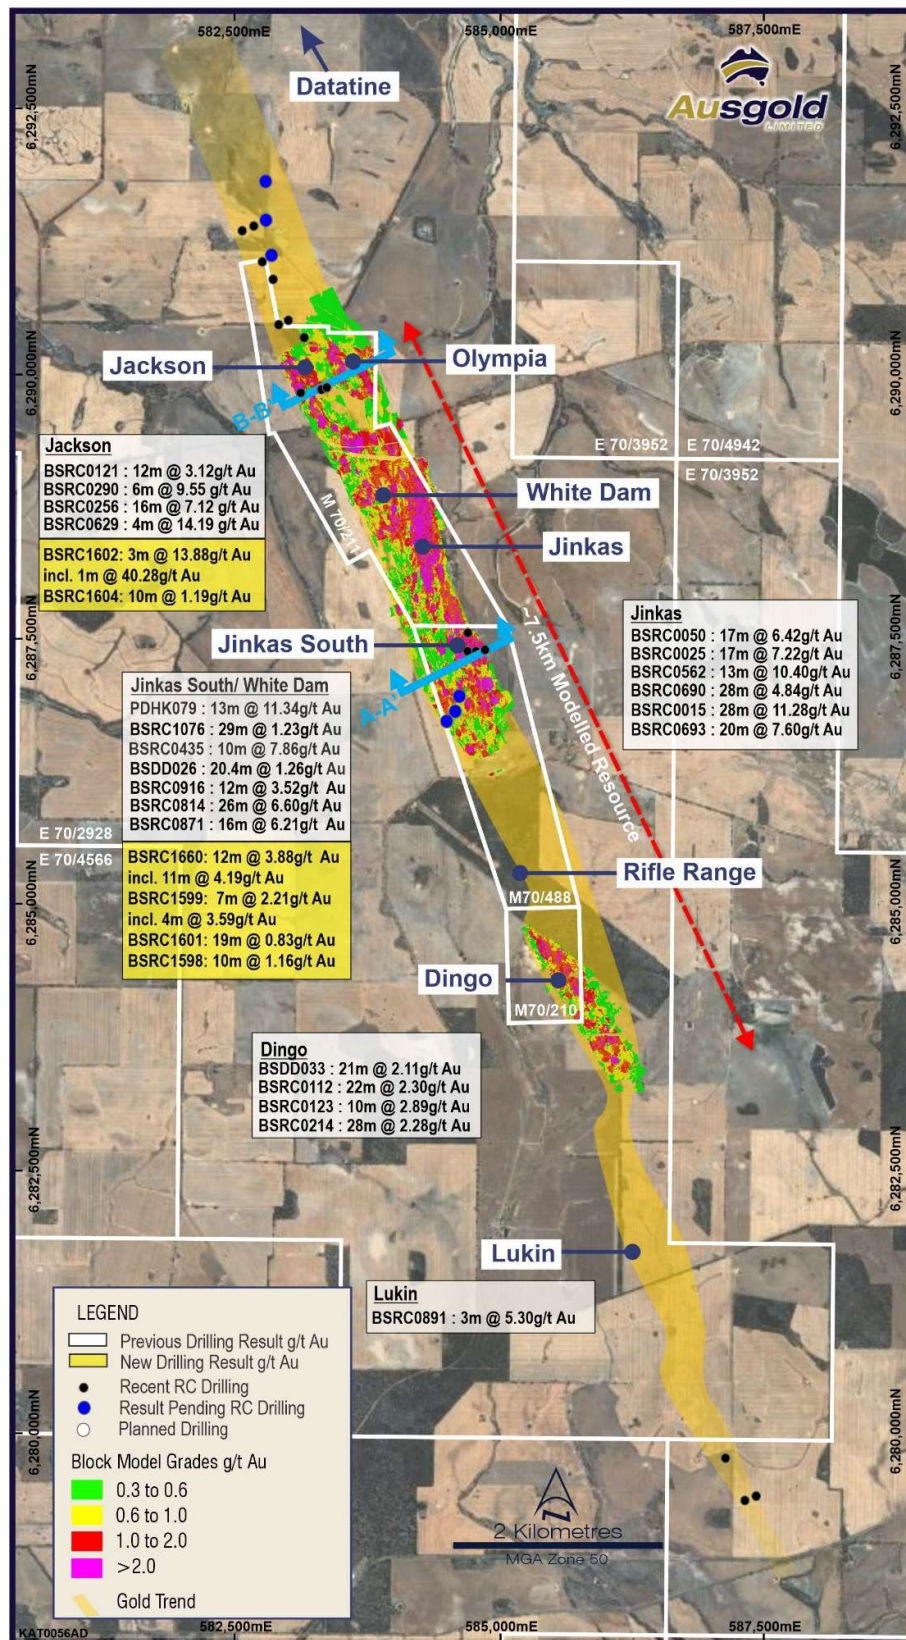 582,500mE
585,000mE
587,500mE
Datatine
Ausgold
LIMITED
6,292,500mN
6,292,500mN
6,290,000mN
6,290,000mN
Jackson
Olympia
B-B'
E 70/3952
E 70/4942
E 70/3952
Jackson
BSRC0121 : 12m @ 3.12g/t Au
BSRC0290 : 6m @ 9.55 g/t Au
BSRC0256 : 16m @ 7.12 g/t Au
BSRC0629 : 4m @ 14.19 g/t Au
BSRC1602: 3m @ 13.88g/t Au
incl. 1m @ 40.28g/t Au
BSRC1604: 10m @ 1.19g/t Au
White Dam
M 70/211
Jinkas
~7.5km Modelled Resource
Jinkas
BSRC0050 : 17m @ 6.42g/t Au
BSRC0025 : 17m @ 7.22g/t Au
BSRC0562 : 13m @ 10.40g/t Au
BSRC0690 : 28m @ 4.84g/t Au
BSRC0015 : 28m @ 11.28g/t Au
BSRC0693 : 20m @ 7.60g/t Au
6,287,500mN
6,287,500mN
Jinkas South
A-A'
Jinkas South/ White Dam
PDHK079 : 13m @ 11.34g/t Au
BSRC1076 : 29m @ 1.23g/t Au
BSRC0435 : 10m @ 7.86g/t Au
BSDD026 : 20.4m @ 1.26g/t Au
BSRC0916 : 12m @ 3.52g/t Au
BSRC0814 : 26m @ 6.60g/t Au
BSRC0871 : 16m @ 6.21g/t Au
BSRC1660: 12m @ 3.88g/t Au
incl. 11m @ 4.19g/t Au
BSRC1599: 7m @ 2.21g/t Au
incl. 4m @ 3.59g/t Au
BSRC1601: 19m @ 0.83g/t Au
BSRC1598: 10m @ 1.16g/t Au
E 70/2928
E 70/4566
Rifle Range
M70/488
6,285,000mN
6,285,000mN
Dingo
M70/210
Dingo
BSDD033 : 21m @ 2.11g/t Au
BSRC0112 : 22m @ 2.30g/t Au
BSRC0123 : 10m @ 2.89g/t Au
BSRC0214 : 28m @ 2.28g/t Au
6,282,500mN
6,282,500mN
Lukin
Lukin
BSRC0891 : 3m @ 5.30g/t Au
LEGEND
Previous Drilling Result g/t Au
New Drilling Result g/t Au
Recent RC Drilling
Result Pending RC Drilling
Planned Drilling
Block Model Grades g/t Au
0.3 to 0.6
0.6 to 1.0
1.0 to 2.0
>2.0
Gold Trend
6,280,000mN
6,280,000mN
2 Kilometres
MGA Zone 50
KAT0056AD
582,500mE
585,000mE
587,500mE